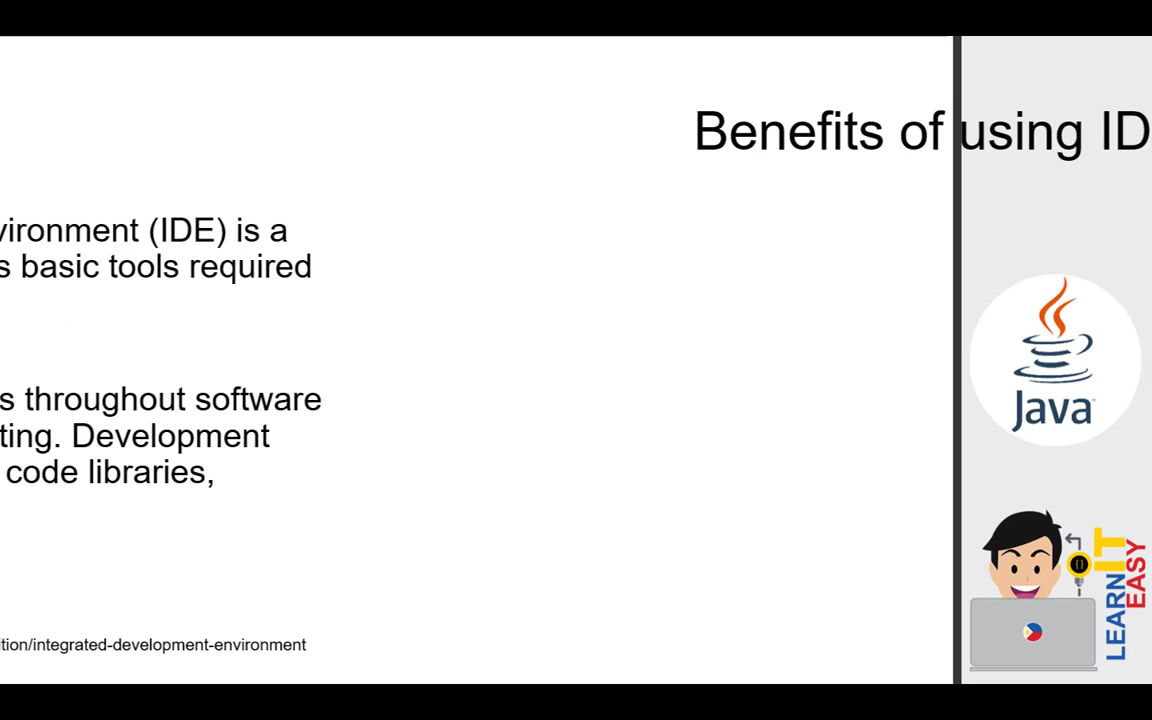 Benefits of using ID
vironment (IDE) is a
s basic tools required
s throughout software
ting. Development
code libraries,
ition/integrated-development-environment
Java
LEARN IT
EASY